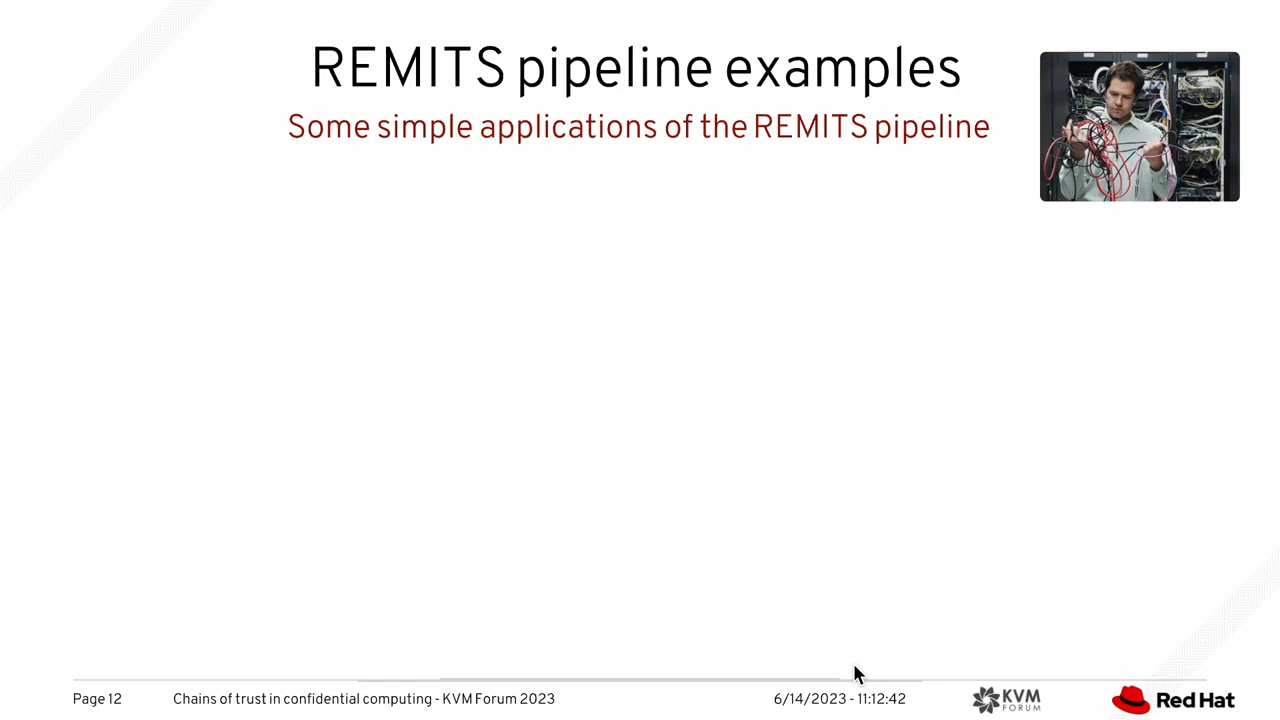 REMITS pipeline examples
Some simple applications of the REMITS pipeline
Page 12
Chains of trust in confidential computing - KVM Forum 2023
6/14/2023 - 11:12:42
KVM
FORUM
Red Hat